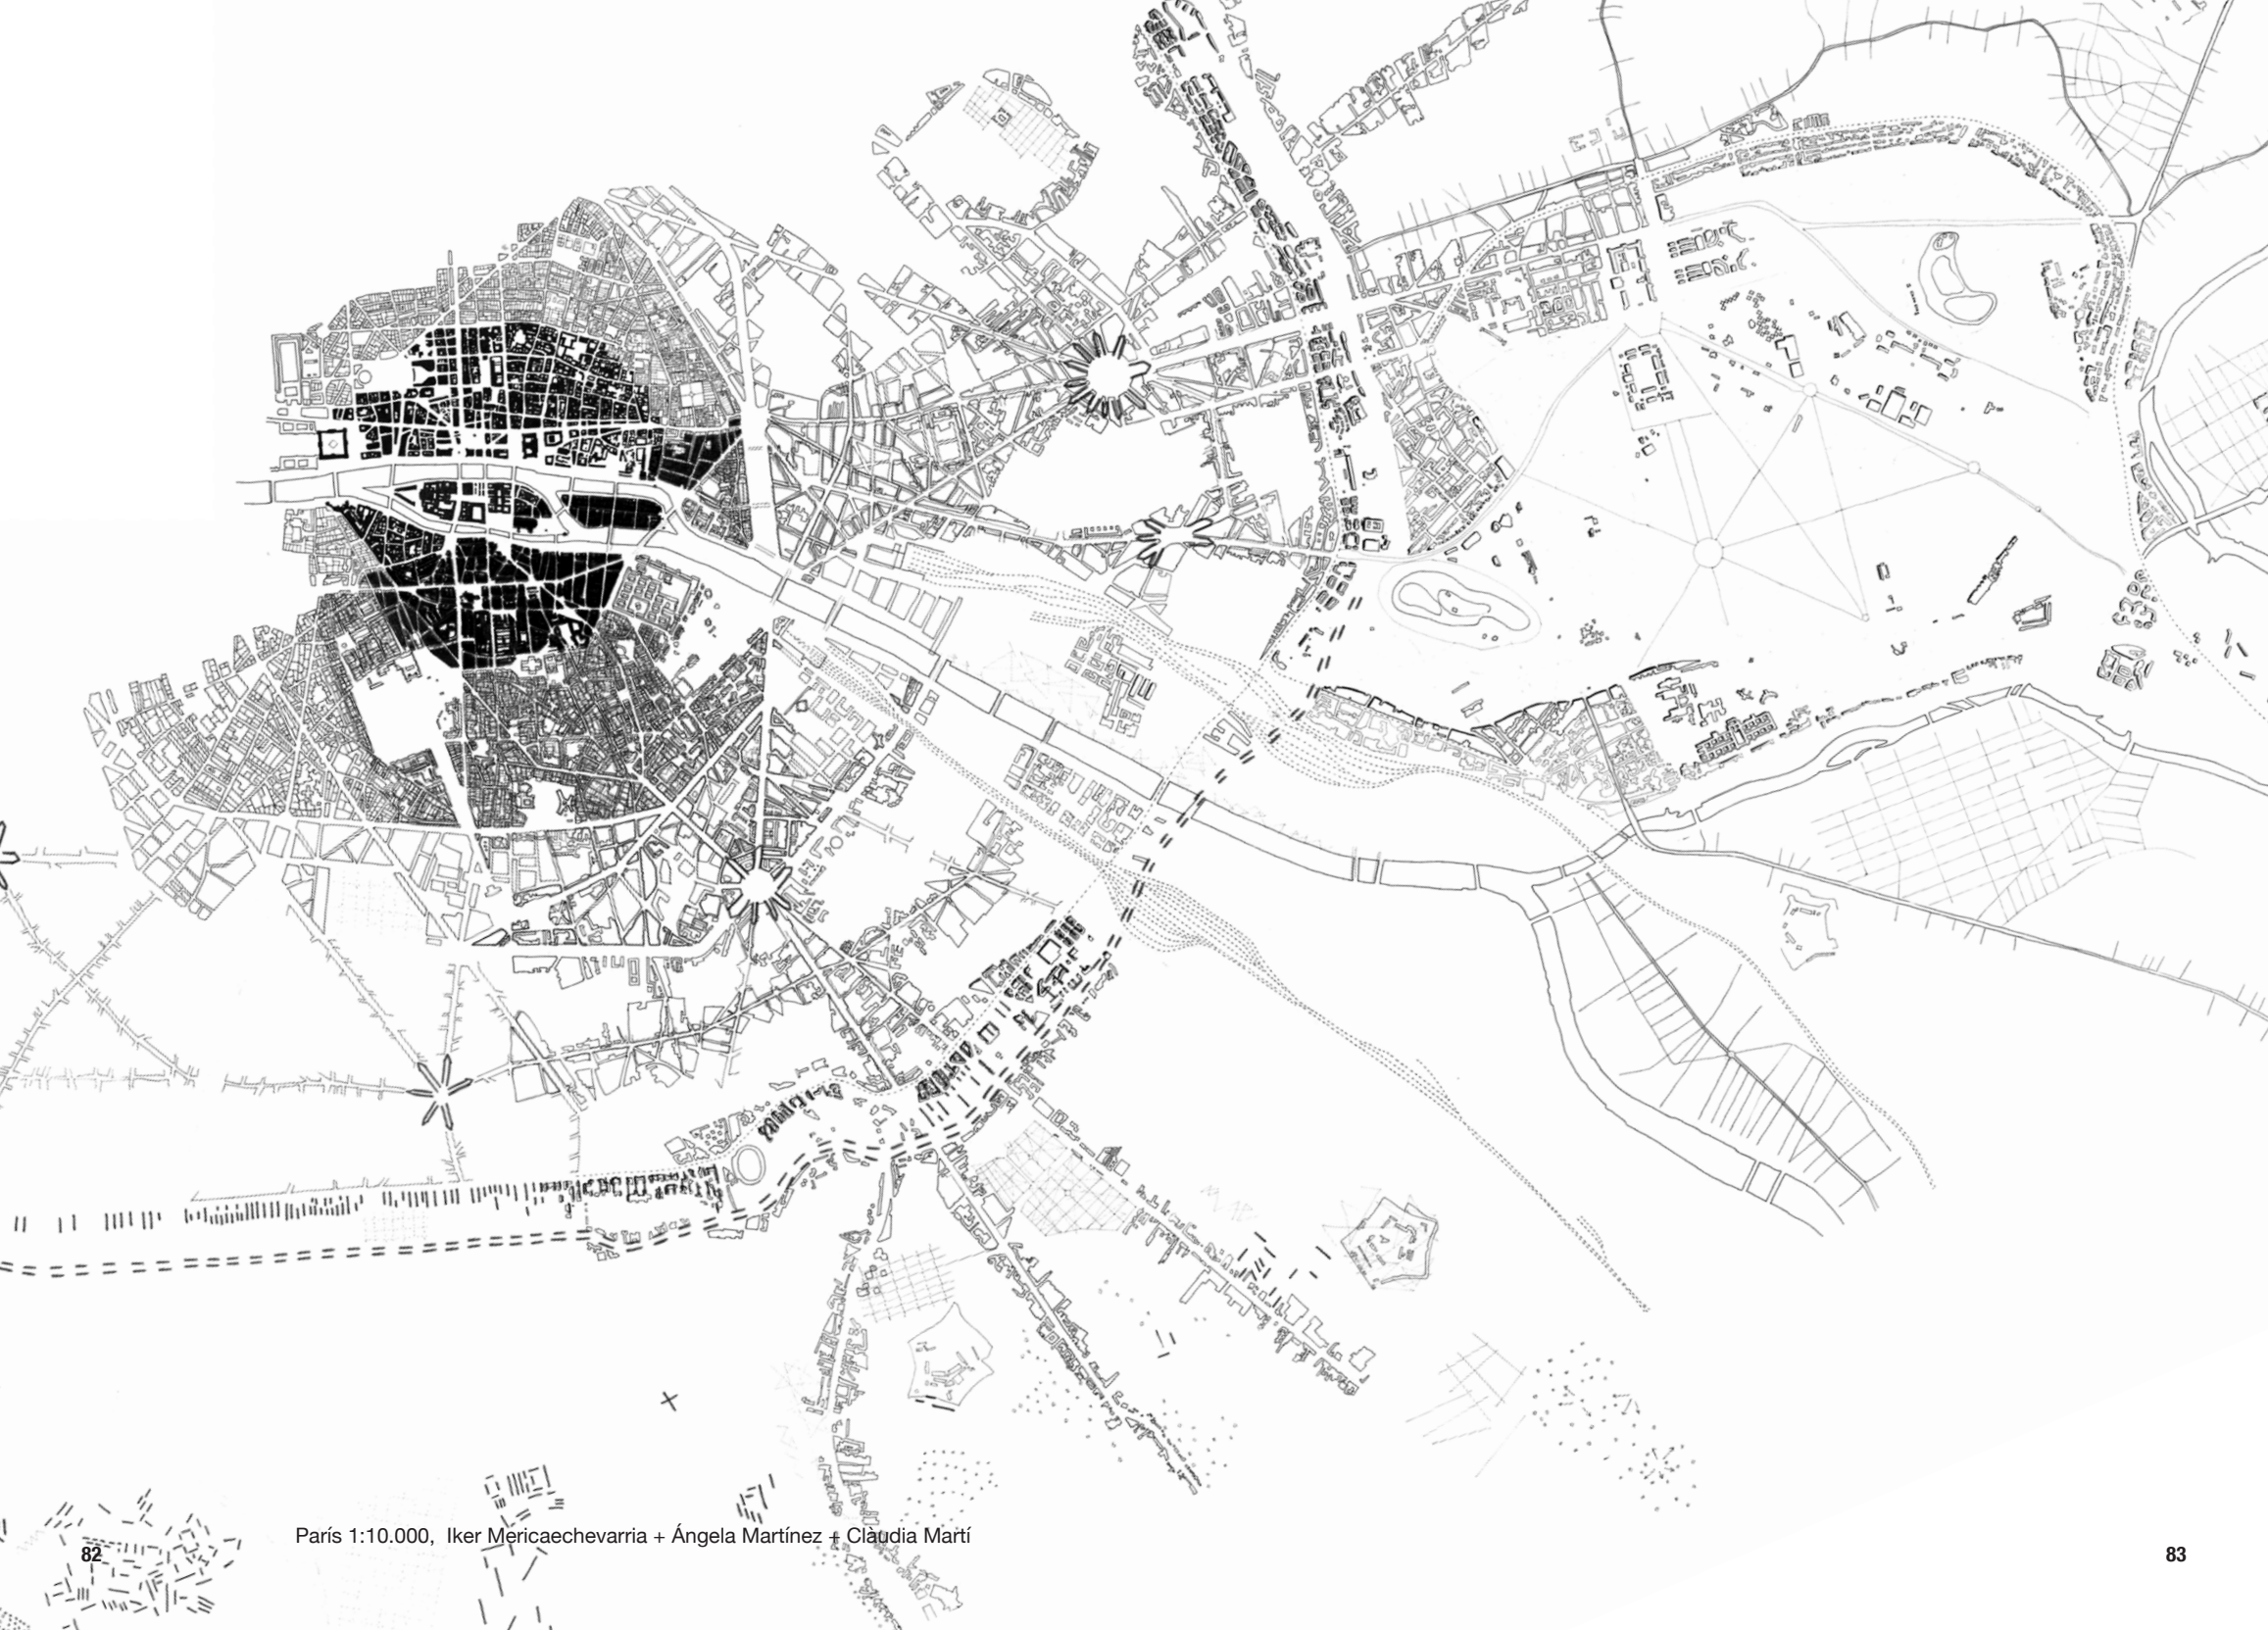 París 1:10.000, Iker Mericaechevarria + Ángela Martínez + Clàudia Martí
82
83